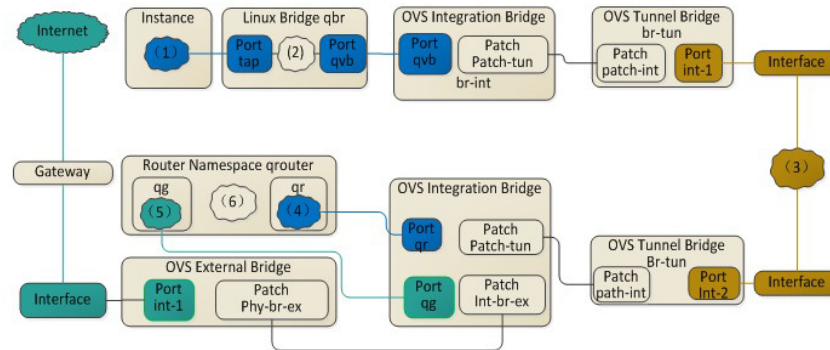 Internet
Instance
(1)
Linux Bridge qbr
Port
tap
(2)
Port
qvb
OVS Integration Bridge
Port
qvb
Patch
Patch-tun
br-int
OVS Tunnel Bridge
br-tun
Patch
patch-int
Port
int-1
Interface
(3)
Gateway
Router Namespace qrouter
qg
(5)
(6)
qr
(4)
OVS Integration Bridge
Port
qr
Patch
Patch-tun
Port
qg
Patch
Int-br-ex
OVS Tunnel Bridge
Br-tun
Patch
path-int
Port
Int-2
Interface
Interface
OVS External Bridge
Port
int-1
Patch
Phy-br-ex